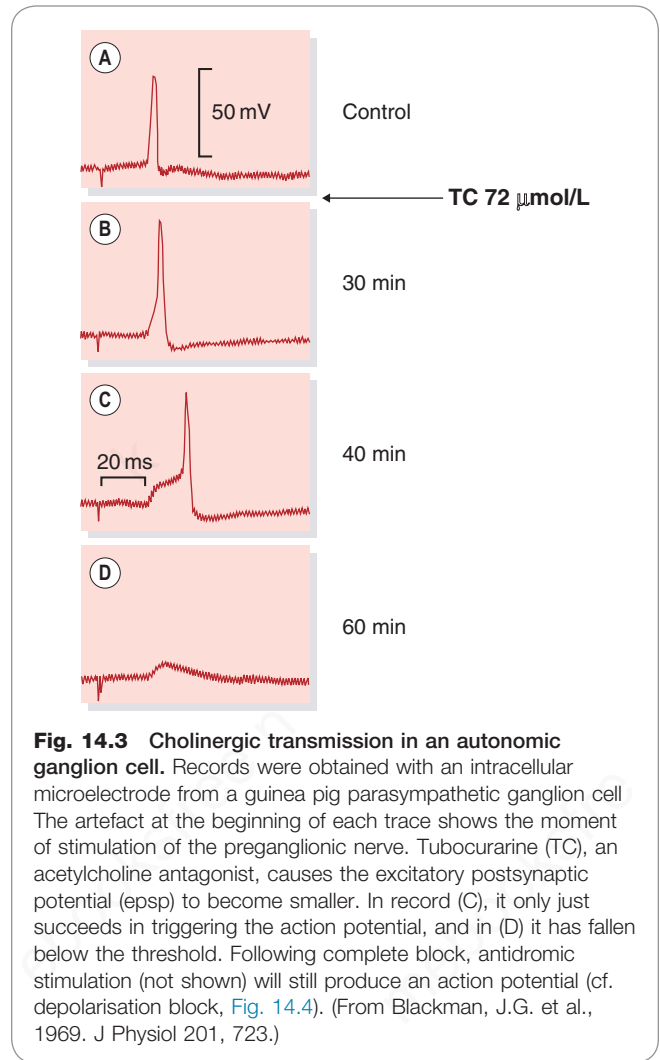 A
50 mV
Control
TC 72 μmol/L
B
30 min
C
20 ms
40 min
D
60 min
Fig. 14.3 Cholinergic transmission in an autonomic
ganglion cell. Records were obtained with an intracellular
microelectrode from a guinea pig parasympathetic ganglion cell
The artefact at the beginning of each trace shows the moment
of stimulation of the preganglionic nerve. Tubocurarine (TC), an
acetylcholine antagonist, causes the excitatory postsynaptic
potential (epsp) to become smaller. In record (C), it only just
succeeds in triggering the action potential, and in (D) it has fallen
below the threshold. Following complete block, antidromic
stimulation (not shown) will still produce an action potential (cf.
depolarisation block, Fig. 14.4). (From Blackman, J.G. et al.,
1969. J Physiol 201, 723.)